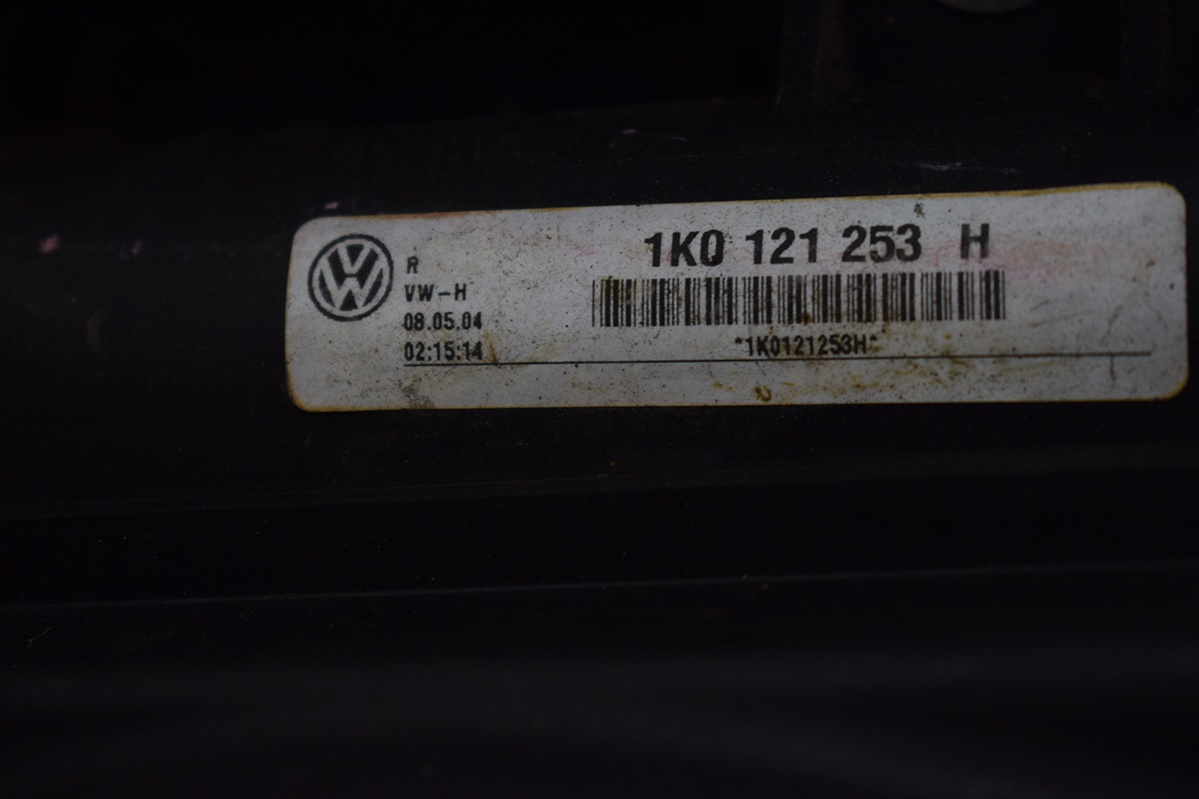 R
VW-H
08.05.04
02:15:14
1K0 121 253 H
*1K0121253H*